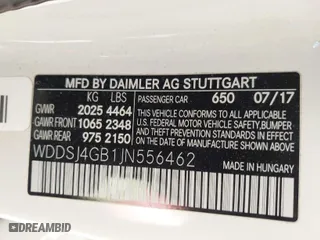 MFD BY DAIMLER AG STUTTGART
KG LBS PASSENGER CAR 650 07/17
GVWR 2025 4464
GAWR FRONT 1065 2348
GAWR REAR 975 2150
THIS VEHICLE CONFORMS TO ALL APPLICABLE
U.S. FEDERAL MOTOR VEHICLE SAFETY,
BUMPER, AND THEFT PREVENTION STANDARDS
IN EFFECT ON THE DATE OF
MANUFACTURE SHOWN ABOVE
WDDSJ4GB1JN556462
MADE IN HUNGARY
DEALERSHIP